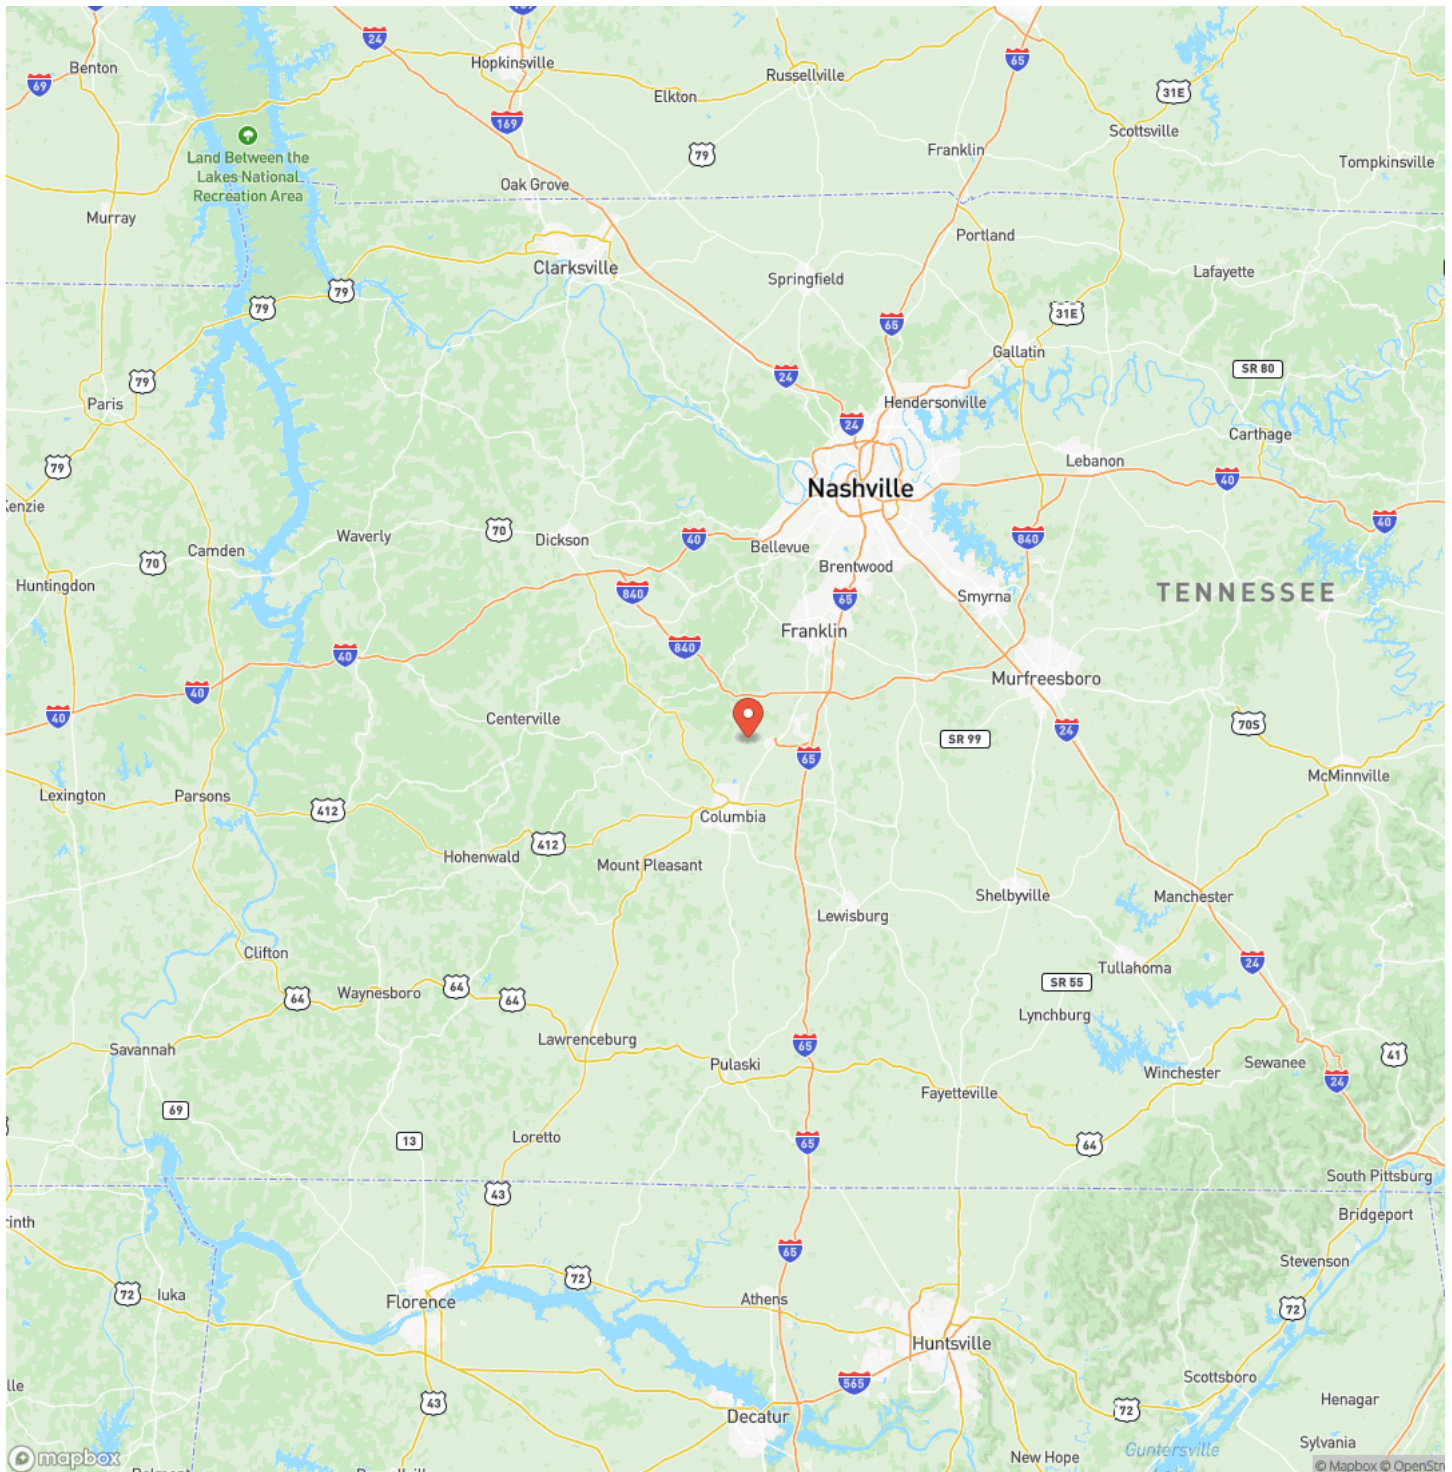 24
Benton
69
Hopkinsville
Russellville
65
Elkton
31E
169
Scottsville
79
Franklin
Land Between the
Lakes National
Recreation Area
Tompkinsville
Oak Grove
Murray
Portland
Clarksville
Springfield
Lafayette
79
79
31E
65
Gallatin
24
SR 80
79
Paris
Hendersonville
24
Carthage
79
Lebanon
40
Nashville
enzie
40
70
Waverly
Dickson
40
840
Bellevue
Camden
70
Brentwood
Huntingdon
840
65
Smyrna
TENNESSEE
Franklin
840
40
Murfreesboro
40
40
Centerville
70S
24
SR 99
65
McMinnville
Lexington
Parsons
412
Columbia
412
Hohenwald
Mount Pleasant
Shelbyville
Manchester
Lewisburg
Clifton
24
Tullahoma
64
SR 55
Waynesboro
64
64
Lynchburg
Lawrenceburg
65
Savannah
41
Pulaski
Sewanee
Winchester
24
Fayetteville
69
13
Loretto
65
64
South Pittsburg
43
Bridgeport
rinth
65
Stevenson
72
72
Iuka
Athens
Florence
72
Huntsville
565
Scottsboro
lle
43
Henagar
72
Decatur
Guntersville
Sylvania
New Hope
mapbox
© Mapbox © OpenStre